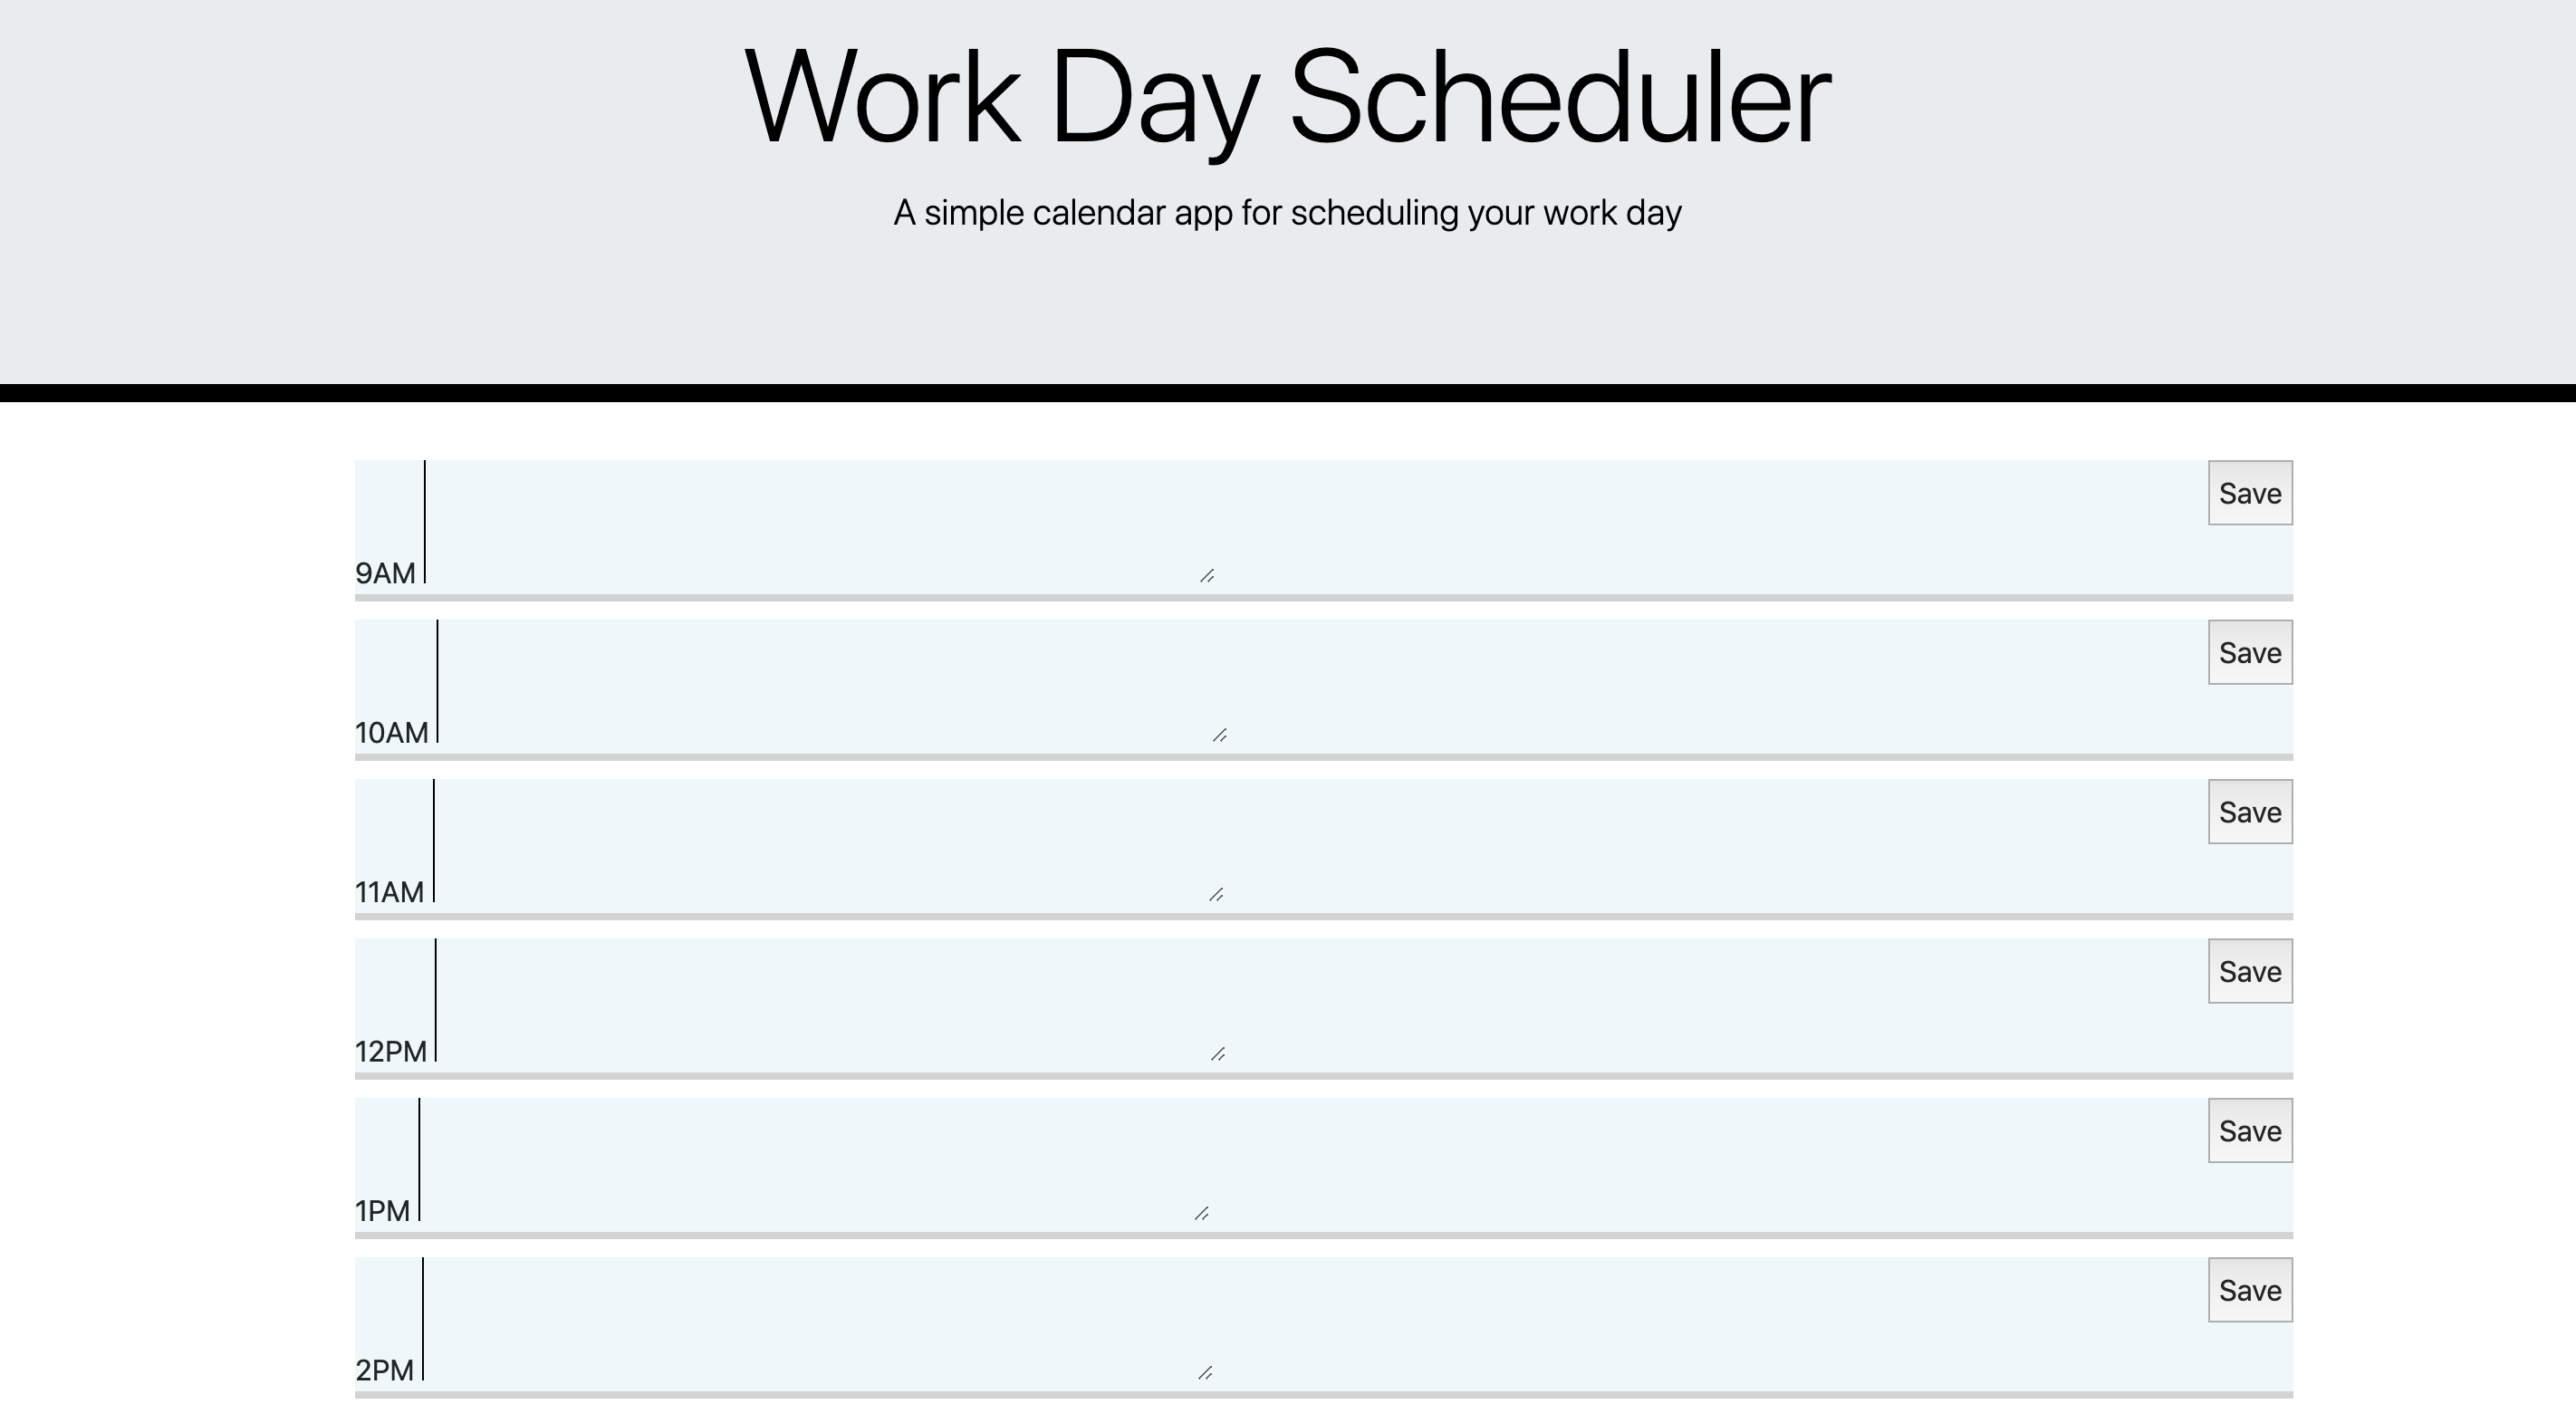 Work Day Scheduler
A simple calendar app for scheduling your work day
Save
9AM
Save
10AM
Save
11AM
Save
12PM
Save
1PM
Save
2PM